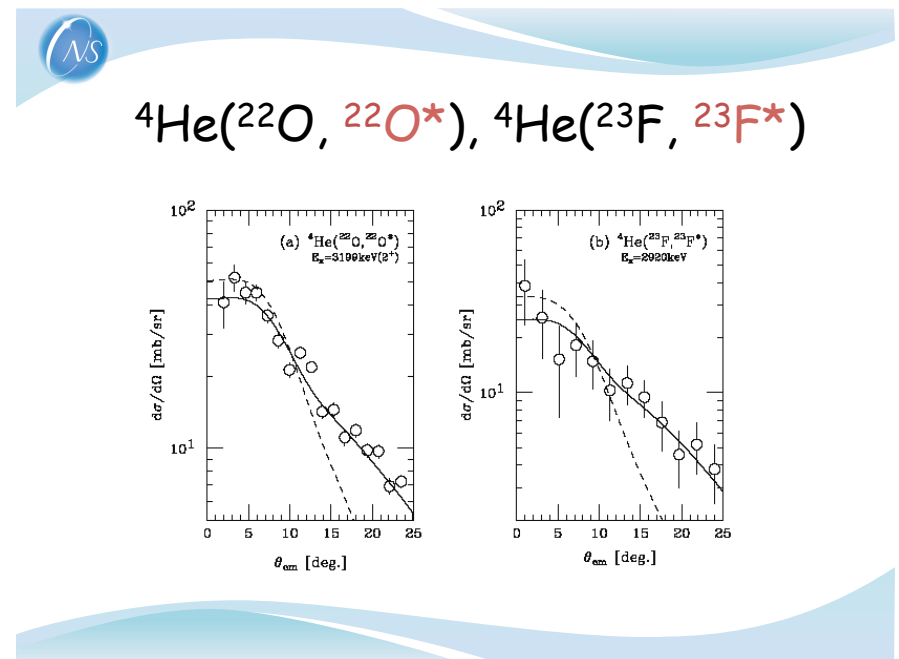 CNS
⁴He(²²O, ²²O*), ⁴He(²³F, ²³F*)
10²
(a) ⁴He(²²O,²²O*)
Eₓ=3199keV(2⁺)
dσ/dΩ [mb/sr]
10¹
0 5 10 15 20 25
θcm [deg.]
10²
(b) ⁴He(²³F,²³F*)
Eₓ=2920keV
dσ/dΩ [mb/sr]
10¹
0 5 10 15 20 25
θcm [deg.]